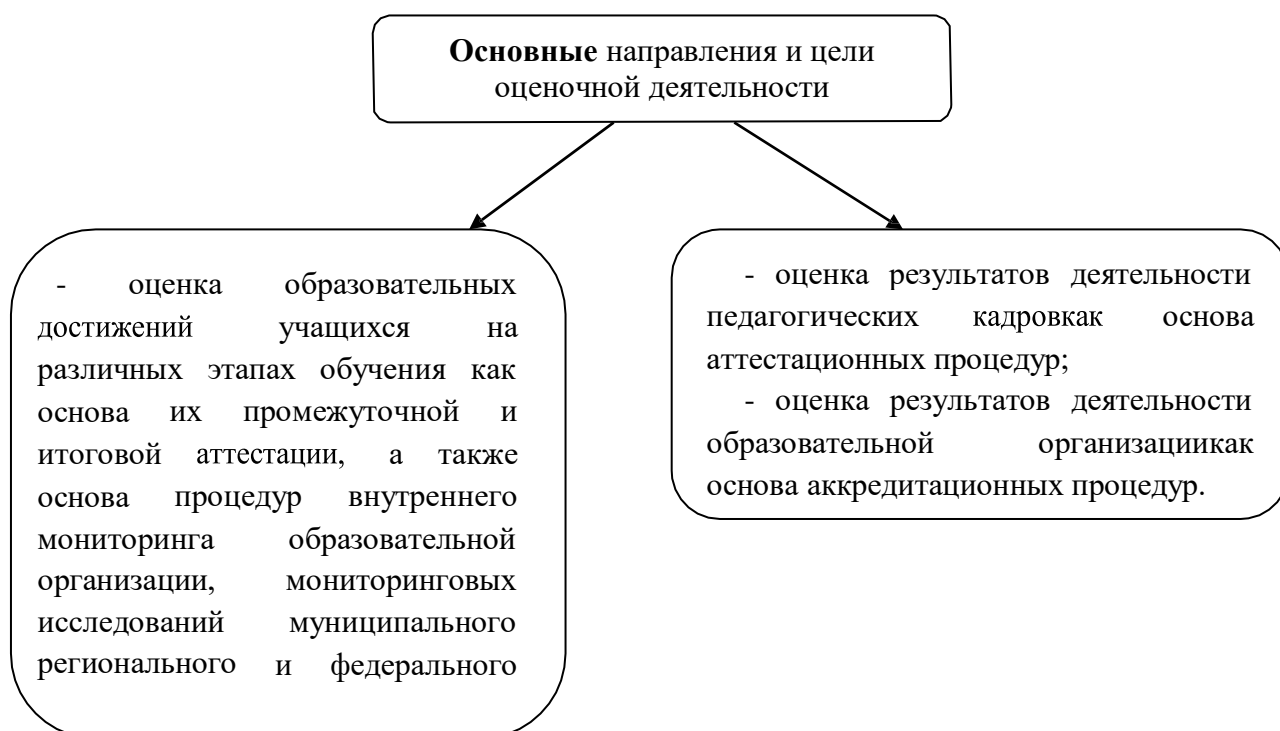 Основные направления и цели
оценочной деятельности
- оценка образовательных
достижений учащихся на
различных этапах обучения как
основа их промежуточной и
итоговой аттестации, а также
основа процедур внутреннего
мониторинга образовательной
организации, мониторинговых
исследований муниципального
регионального и федерального
- оценка результатов деятельности
педагогических кадровкак основа
аттестационных процедур;
- оценка результатов деятельности
образовательной организациикак
основа аккредитационных процедур.